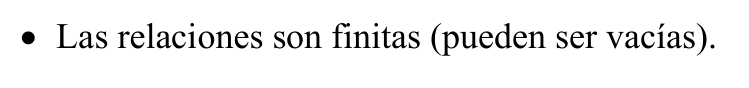 • Las relaciones son finitas (pueden ser vacías).